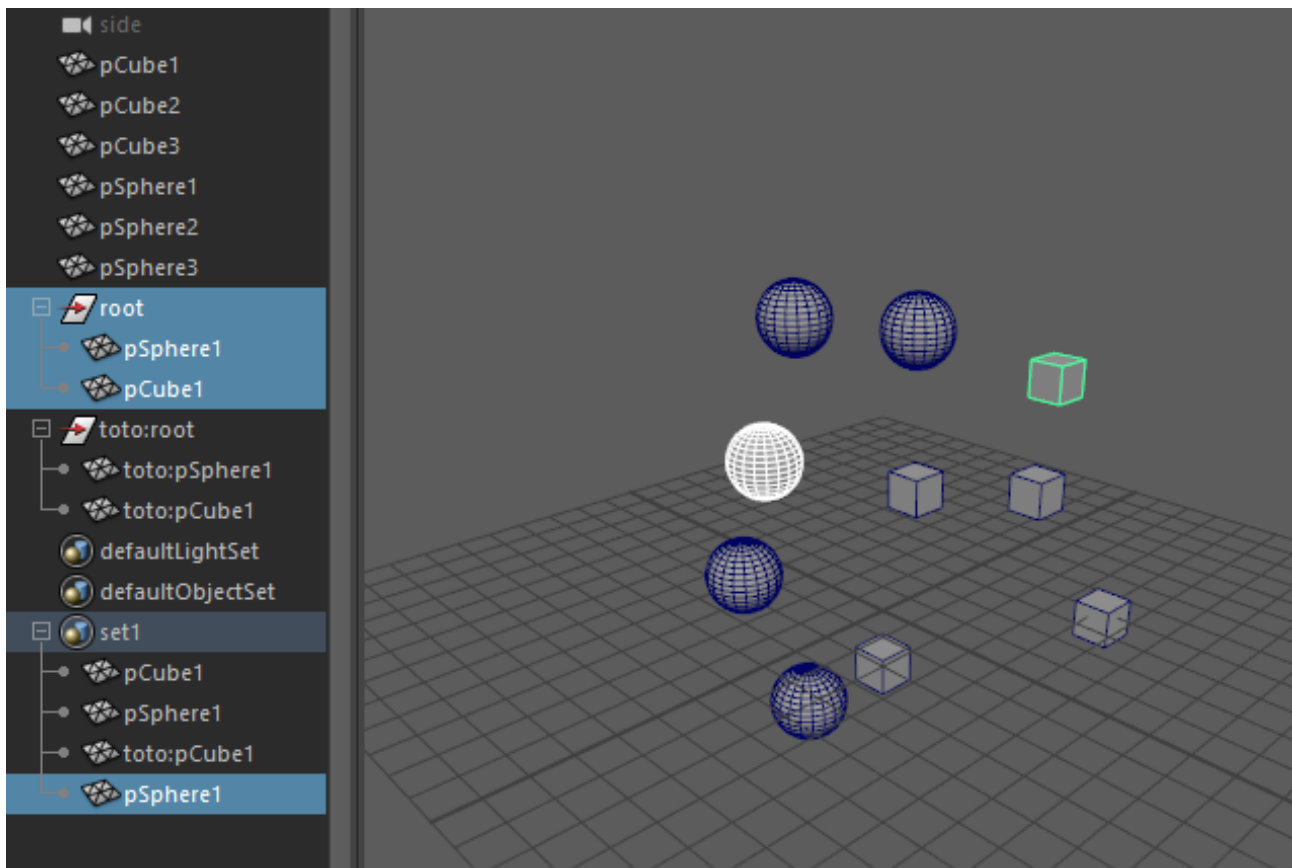 side
pCube1
pCube2
pCube3
pSphere1
pSphere2
pSphere3
root
pSphere1
pCube1
toto:root
toto:pSphere1
toto:pCube1
defaultLightSet
defaultObjectSet
set1
pCube1
pSphere1
toto:pCube1
pSphere1